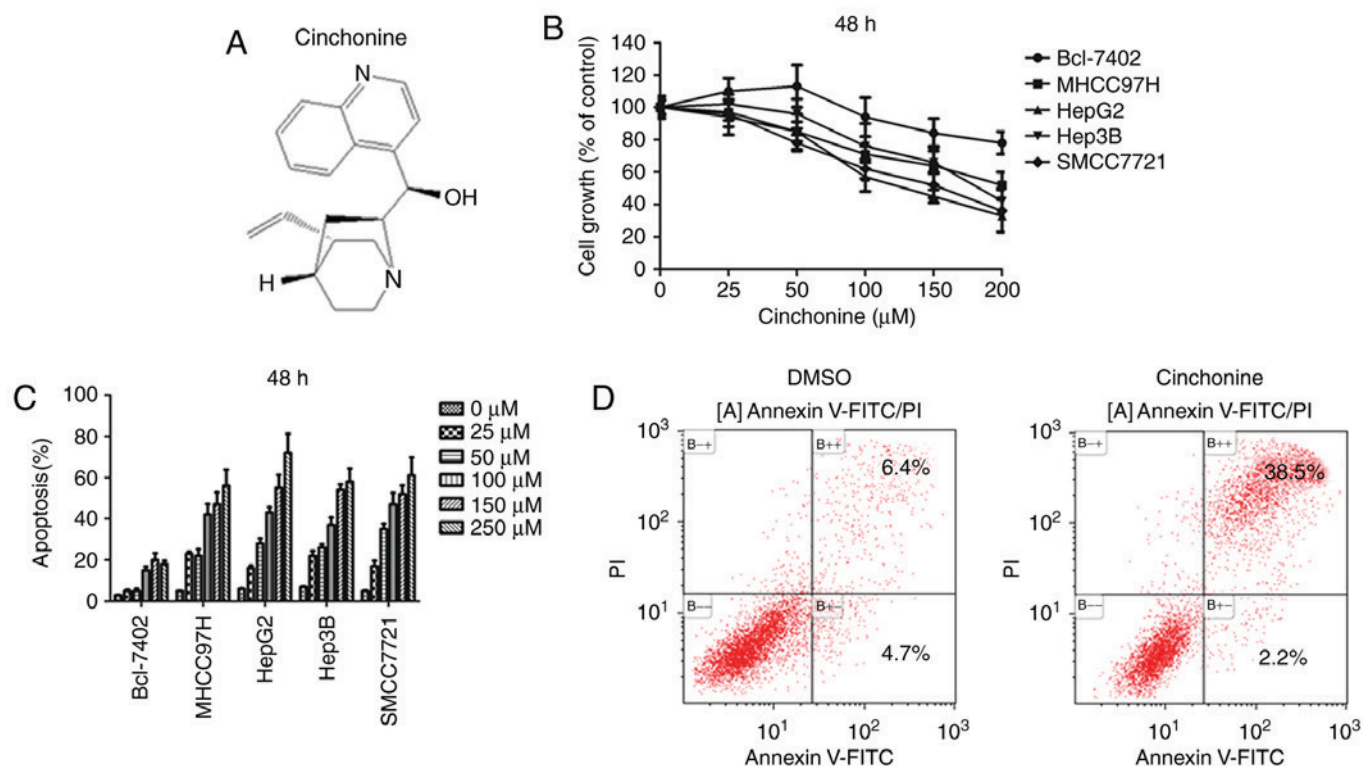 A
Cinchonine
N
OH
H
N
B
48 h
Cell growth (% of control)
140
120
100
80
60
40
20
0
0
25
50
100
150
200
Cinchonine (μM)
Bcl-7402
MHCC97H
HepG2
Hep3B
SMCC7721
C
48 h
Apoptosis(%)
100
80
60
40
20
0
Bcl-7402
MHCC97H
HepG2
Hep3B
SMCC7721
0 μM
25 μM
50 μM
100 μM
150 μM
250 μM
D
DMSO
[A] Annexin V-FITC/PI
PI
10³
10²
10¹
B−+
B++
6.4%
B−−
B+−
4.7%
10¹
10²
10³
Annexin V-FITC
Cinchonine
[A] Annexin V-FITC/PI
PI
10³
10²
10¹
B−+
B++
38.5%
B−−
B+−
2.2%
10¹
10²
10³
Annexin V-FITC